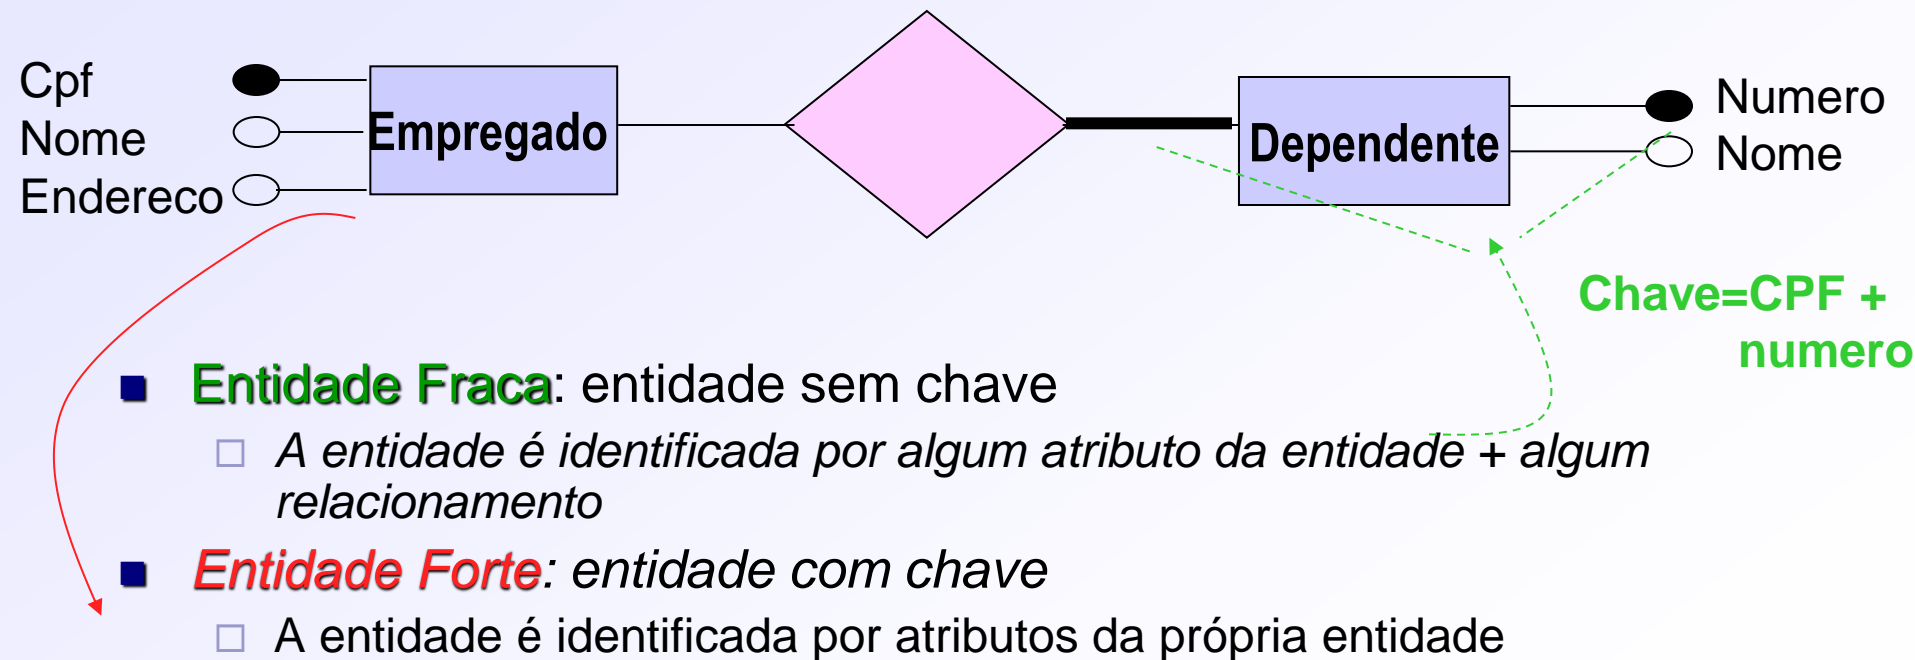 Cpf
Nome
Endereco
Empregado
Dependente
Numero
Nome
Chave=CPF +
numero
Entidade Fraca: entidade sem chave
A entidade é identificada por algum atributo da entidade + algum
relacionamento
Entidade Forte: entidade com chave
A entidade é identificada por atributos da própria entidade